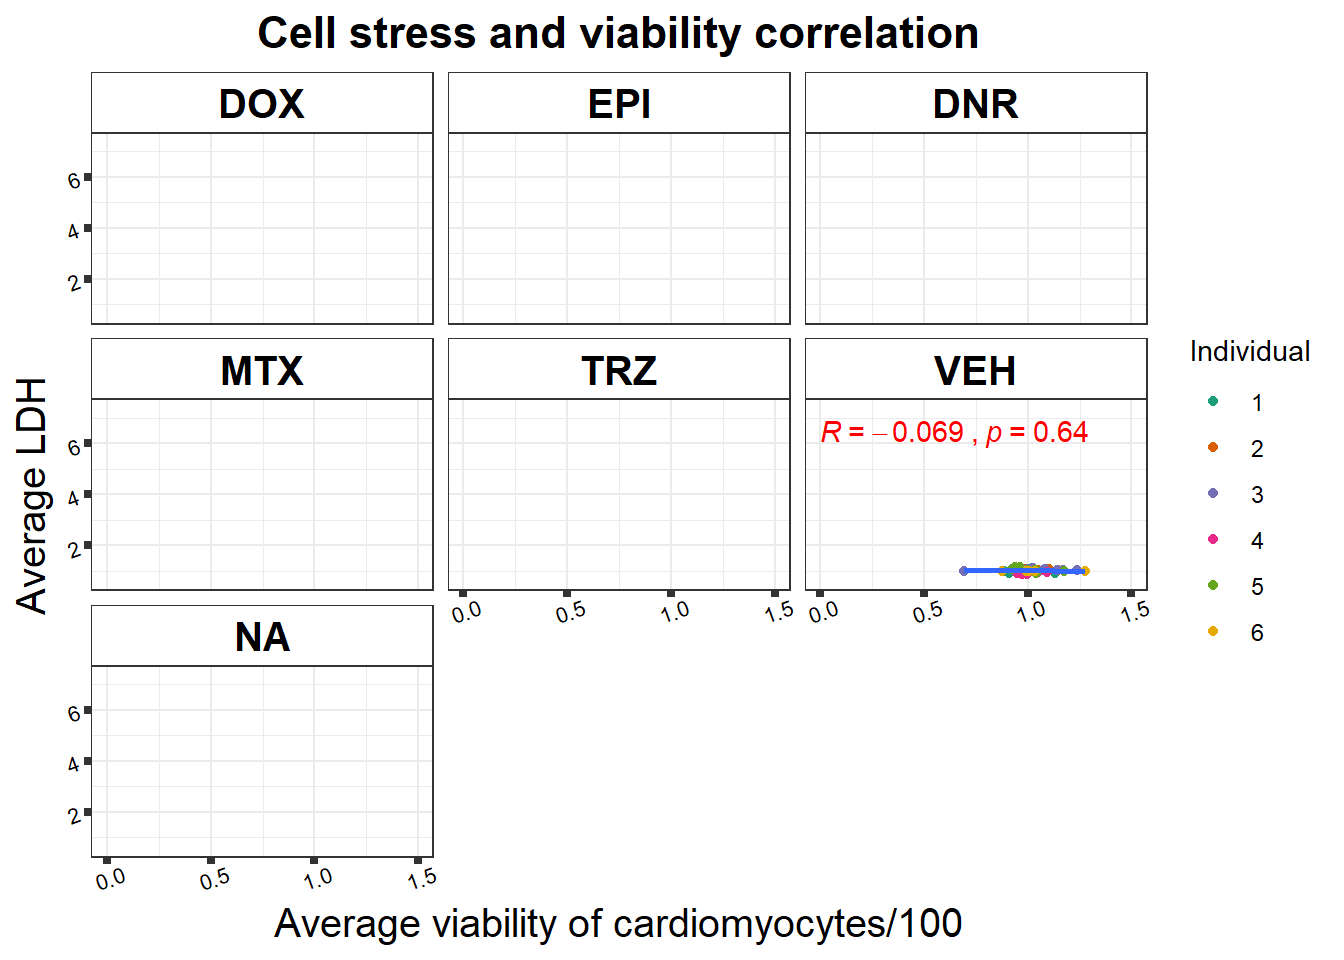 Cell stress and viability correlation
DOX EPI DNR
6
4
2
MTX TRZ VEH
R = −0.069 , p = 0.64
6
4
2
0.0 0.5 1.0 1.5 0.0 0.5 1.0 1.5
NA
6
4
2
0.0 0.5 1.0 1.5
Average LDH
Average viability of cardiomyocytes/100
Individual
1
2
3
4
5
6